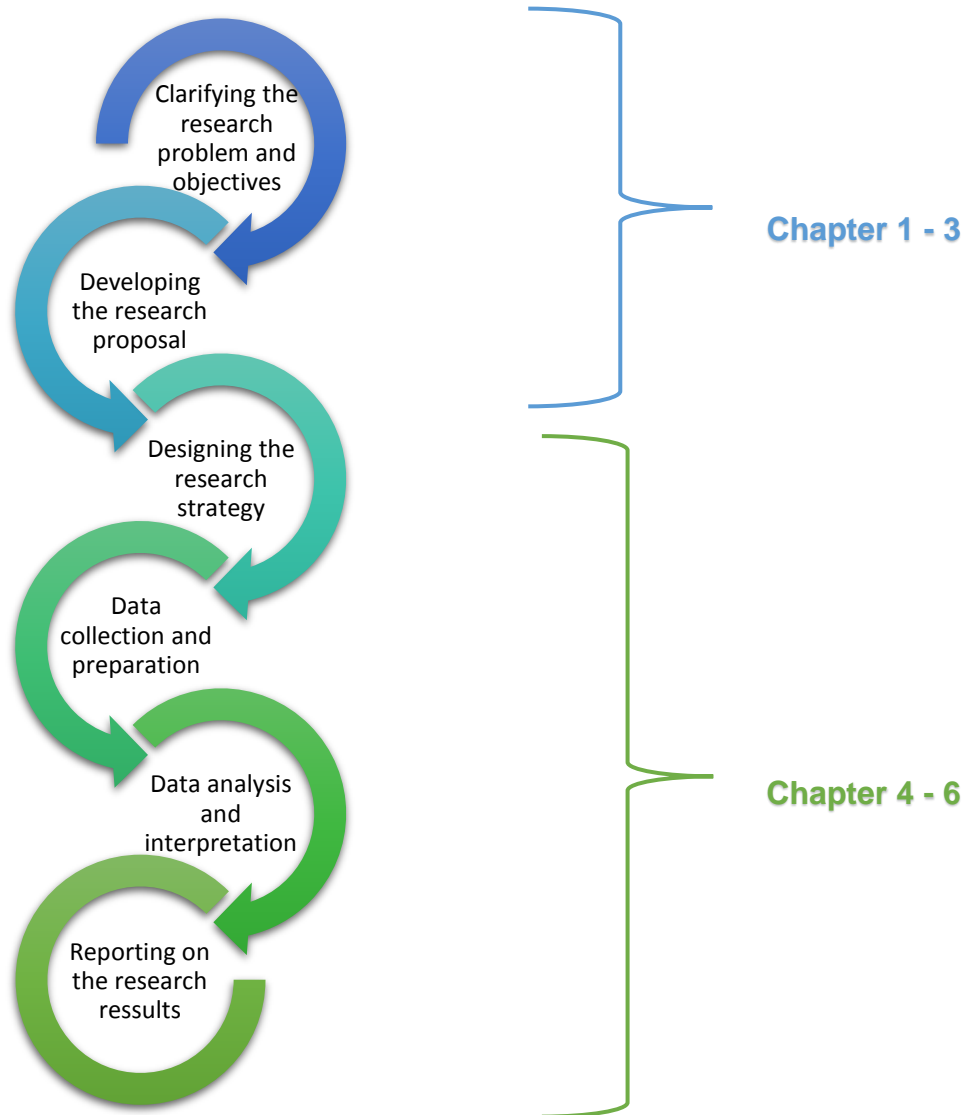 Clarifying the
research
problem and
objectives
Chapter 1 - 3
Developing
the research
proposal
Designing the
research
strategy
Data
collection and
preparation
Data analysis
and
interpretation
Chapter 4 - 6
Reporting on
the research
ressults